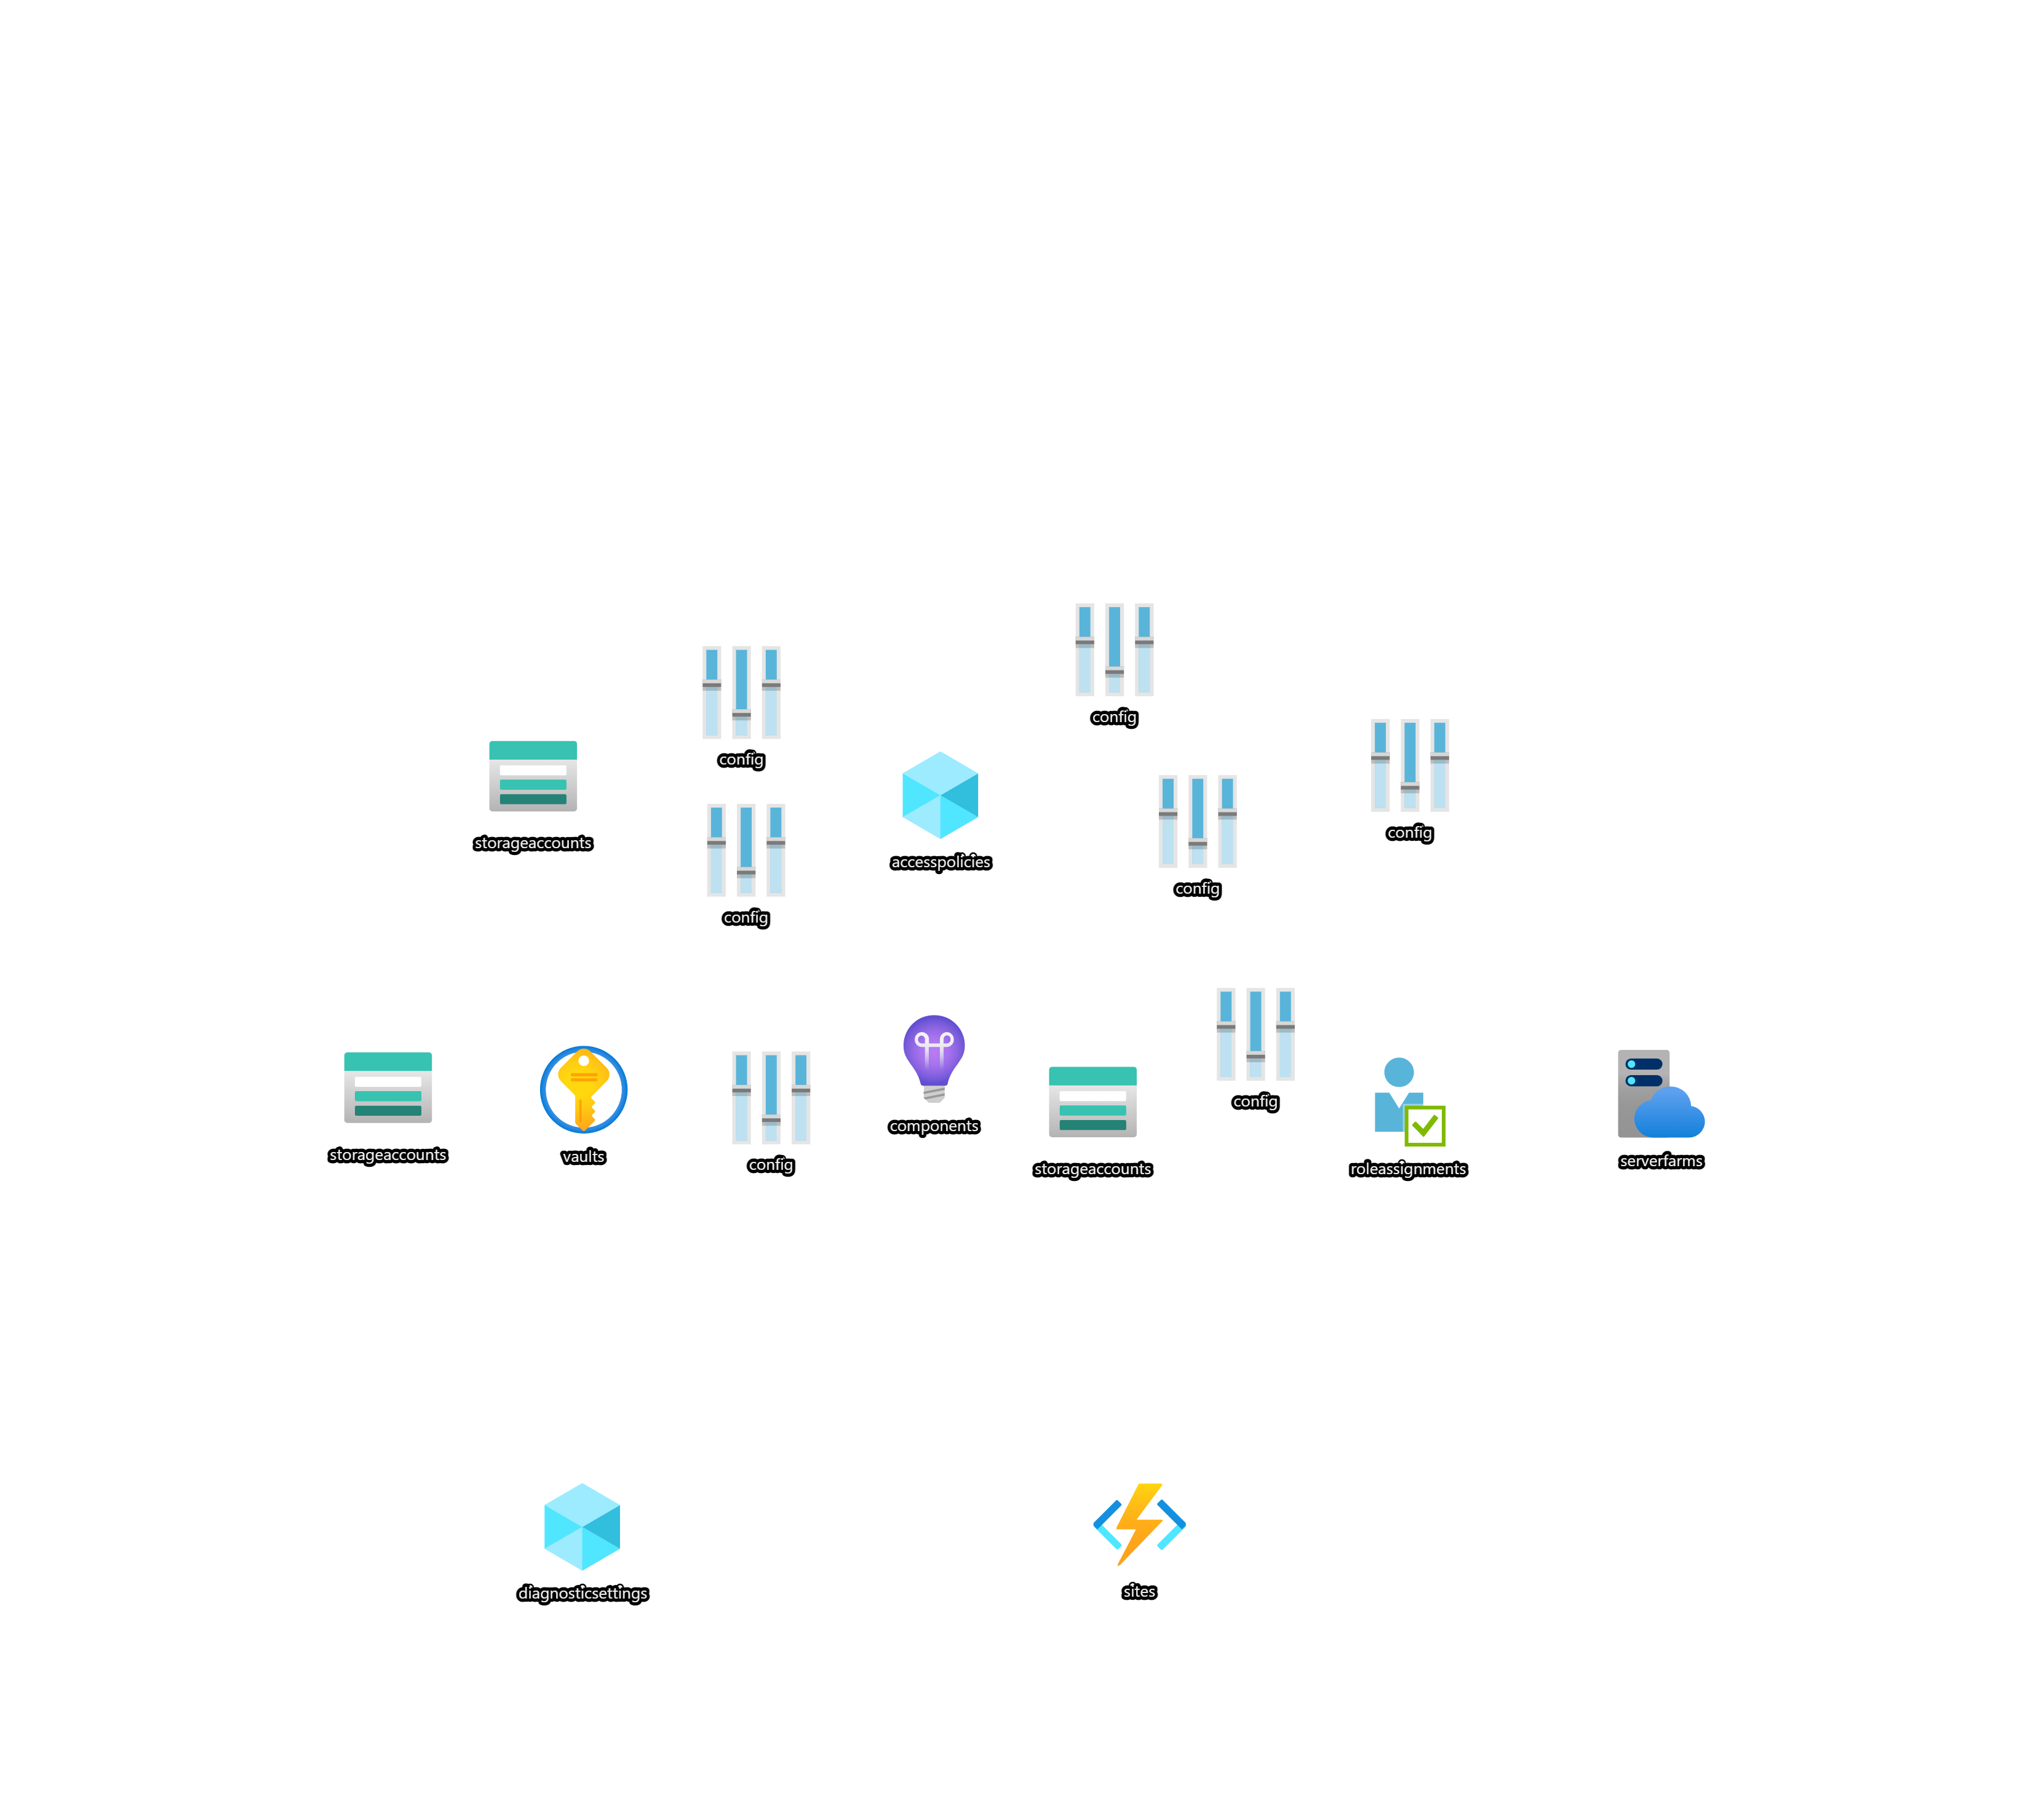 config
config
storageaccounts
config
accesspolicies
config
config
config
storageaccounts
vaults
config
components
storageaccounts
roleassignments
serverfarms
diagnosticsettings
sites